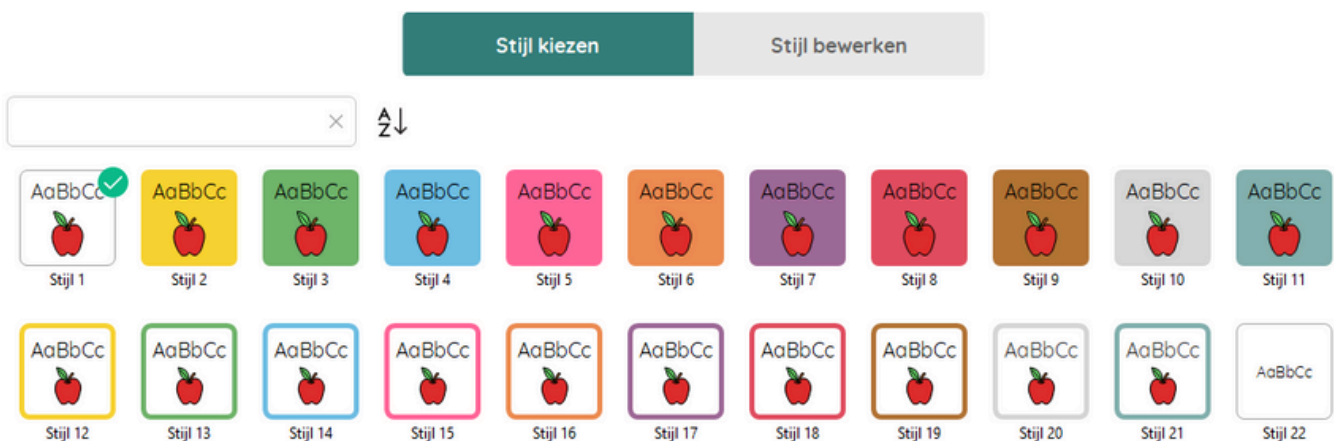 Stijl kiezen
Stijl bewerken
AZ
AaBbCc AaBbCc AaBbCc AaBbCc AaBbCc AaBbCc AaBbCc AaBbCc AaBbCc AaBbCc AaBbCc
Stijl 1 Stijl 2 Stijl 3 Stijl 4 Stijl 5 Stijl 6 Stijl 7 Stijl 8 Stijl 9 Stijl 10 Stijl 11
AaBbCc AaBbCc AaBbCc AaBbCc AaBbCc AaBbCc AaBbCc AaBbCc AaBbCc AaBbCc AaBbCc
Stijl 12 Stijl 13 Stijl 14 Stijl 15 Stijl 16 Stijl 17 Stijl 18 Stijl 19 Stijl 20 Stijl 21 Stijl 22